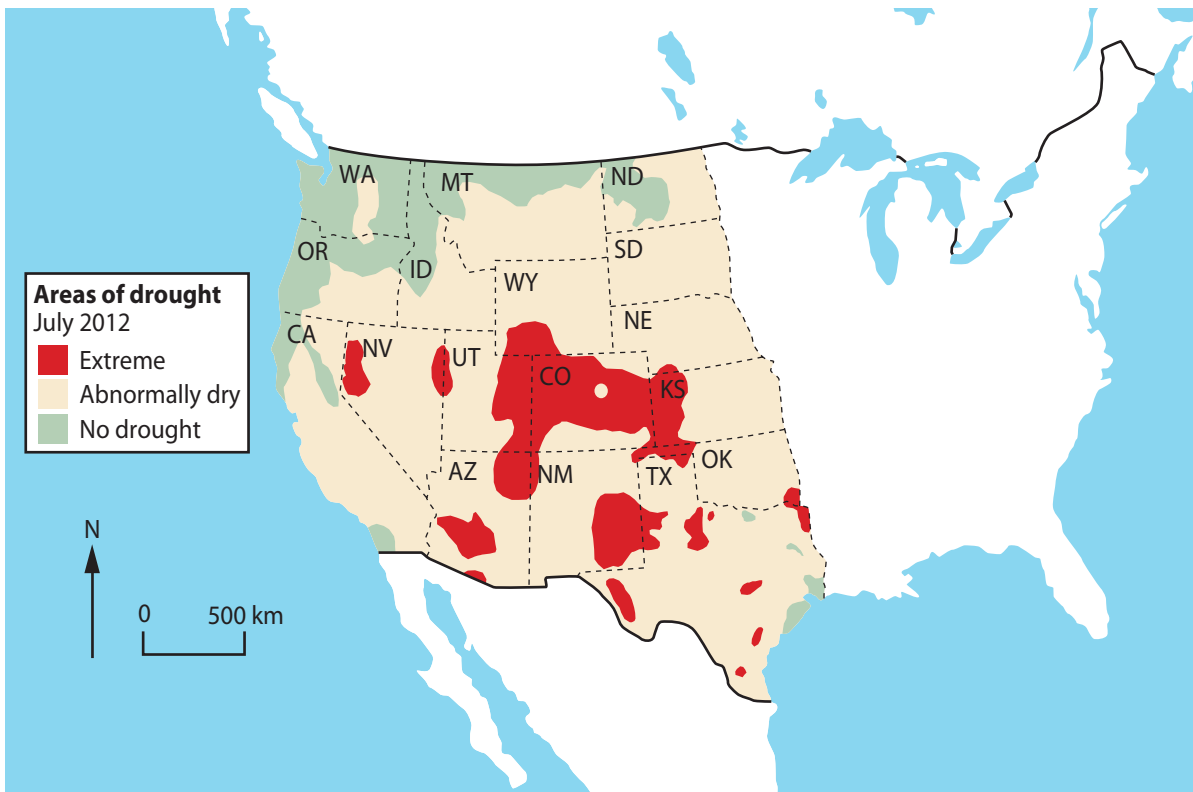 WA
MT
ND
OR
ID
SD
WY
NE
CA
NV
UT
CO
KS
AZ
NM
TX
OK
Areas of drought
July 2012
Extreme
Abnormally dry
No drought
N
0 500 km